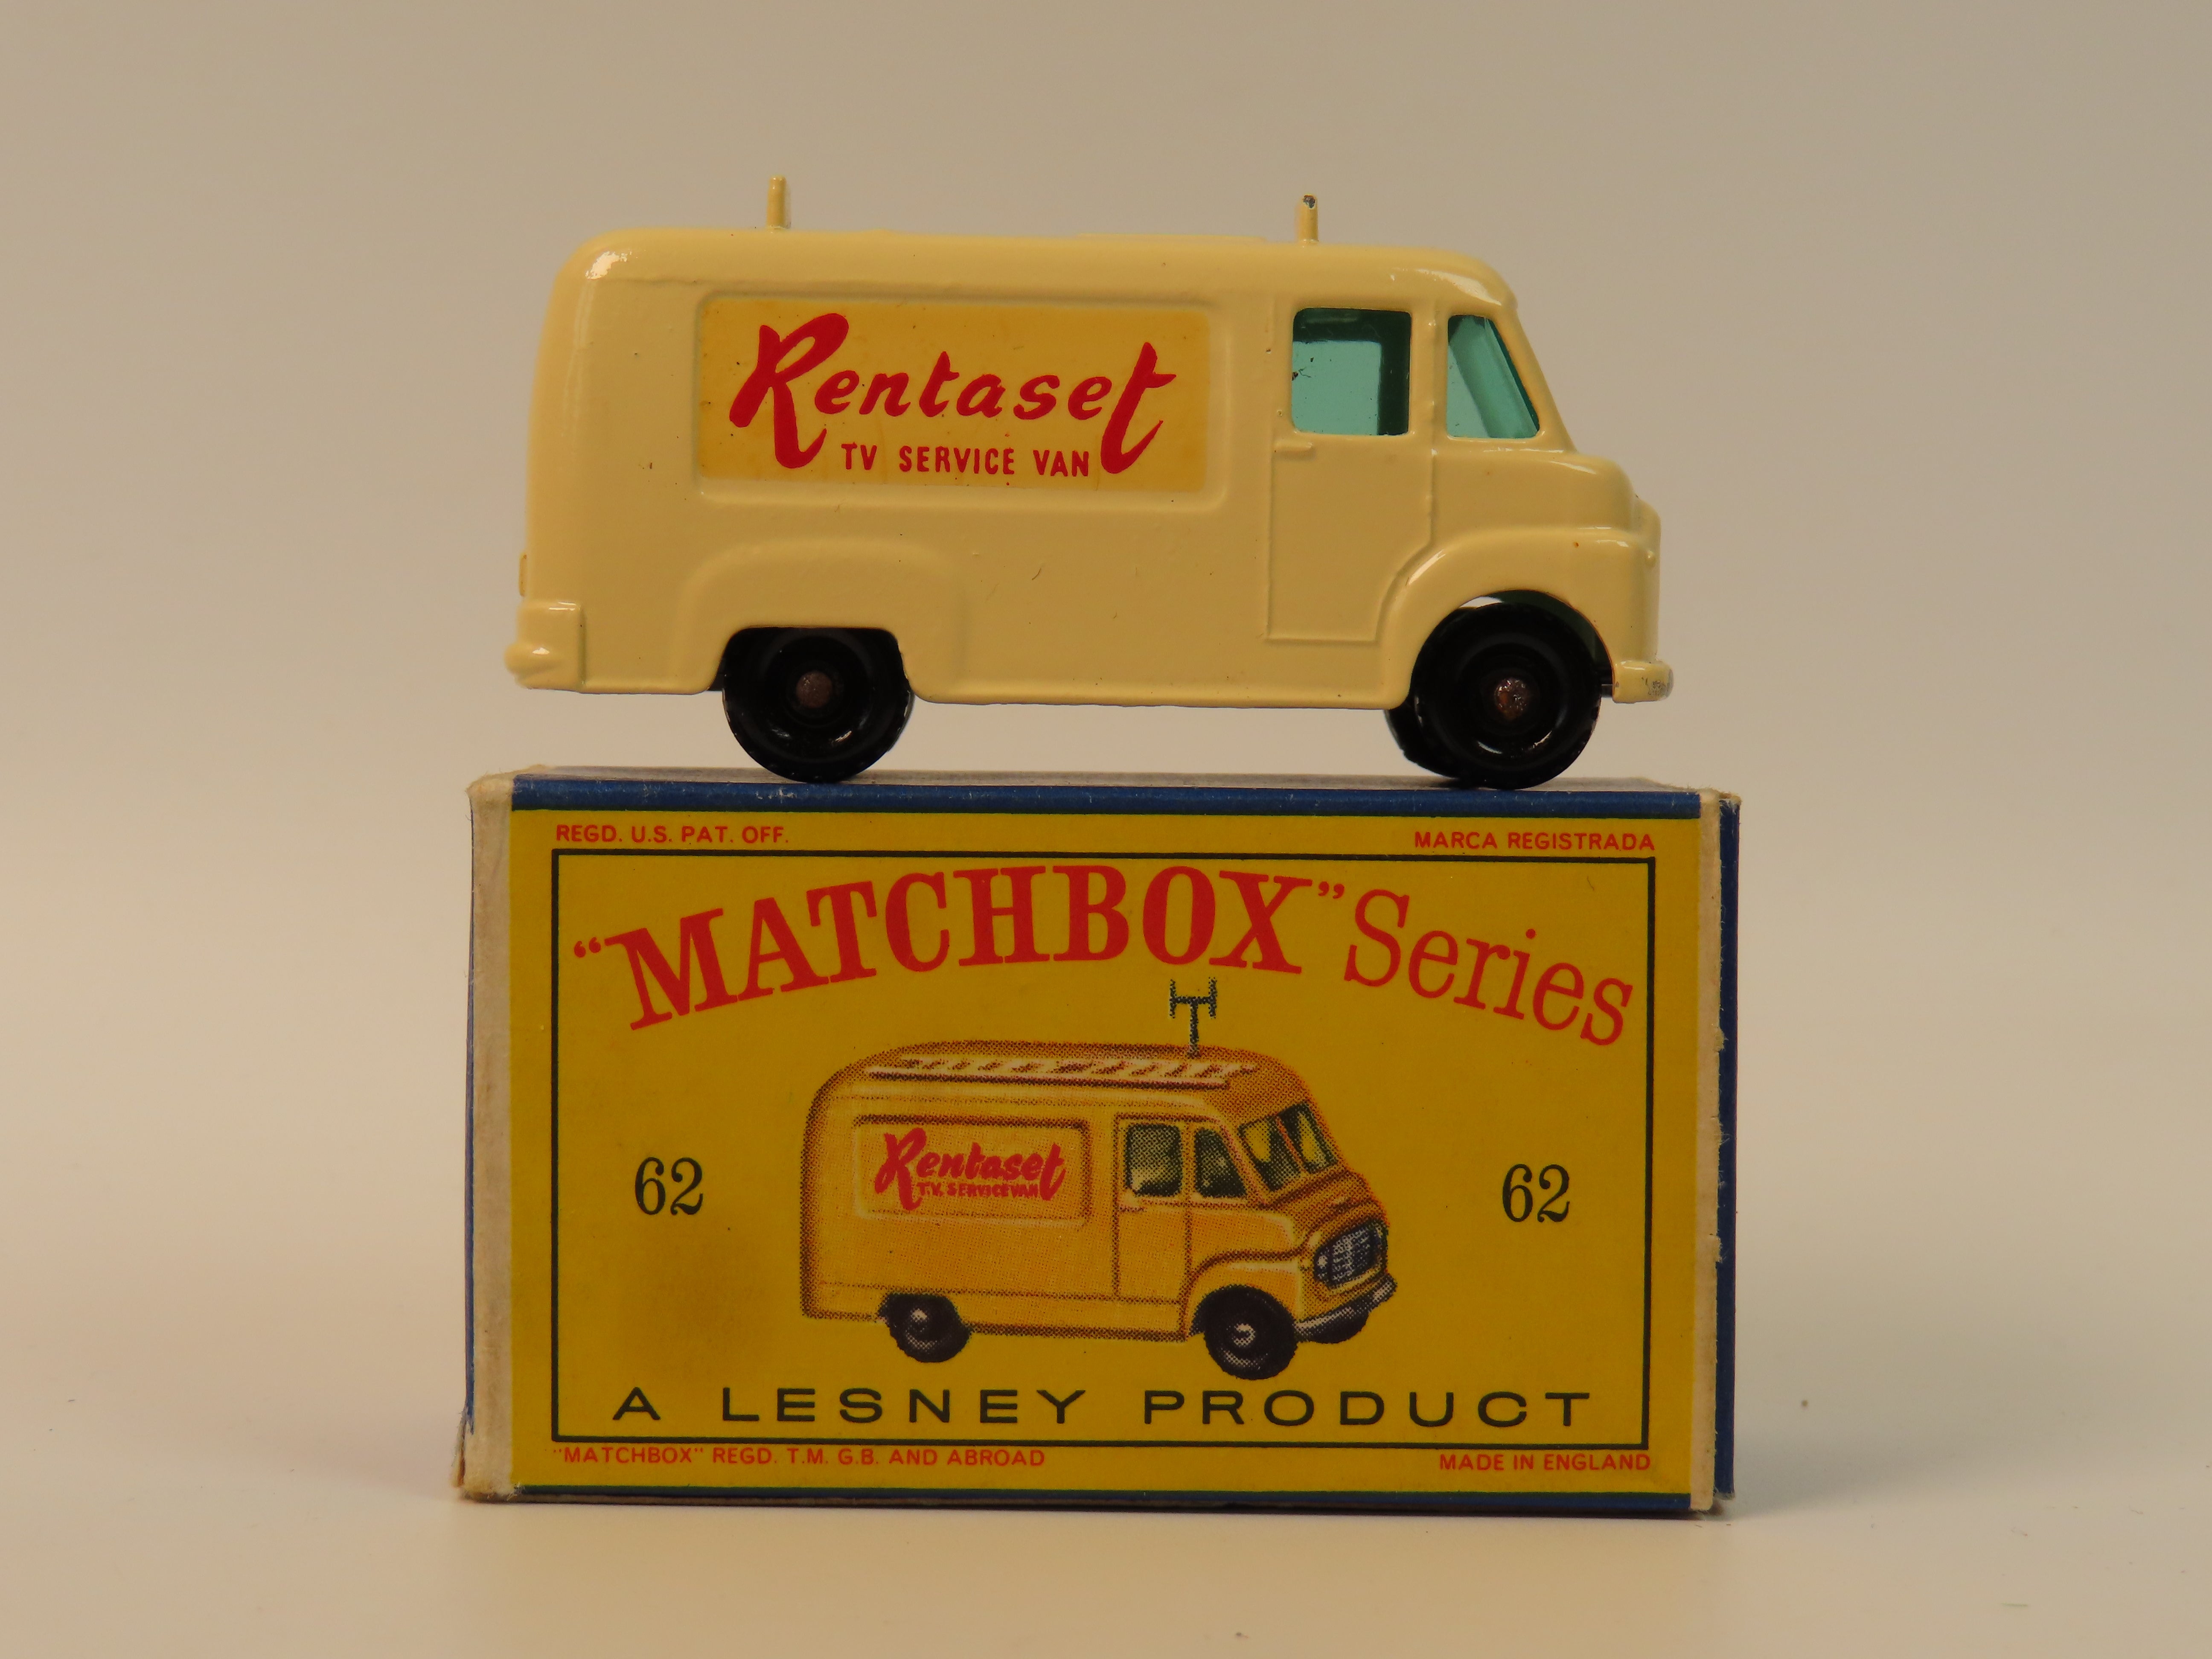 Rentaset
TV SERVICE VAN
REGD. U.S. PAT. OFF.
MARCA REGISTRADA
"MATCHBOX" Series
Rentaset
T.V. SERVICE VAN
62
62
A LESNEY PRODUCT
"MATCHBOX" REGD. T.M. G.B. AND ABROAD
MADE IN ENGLAND